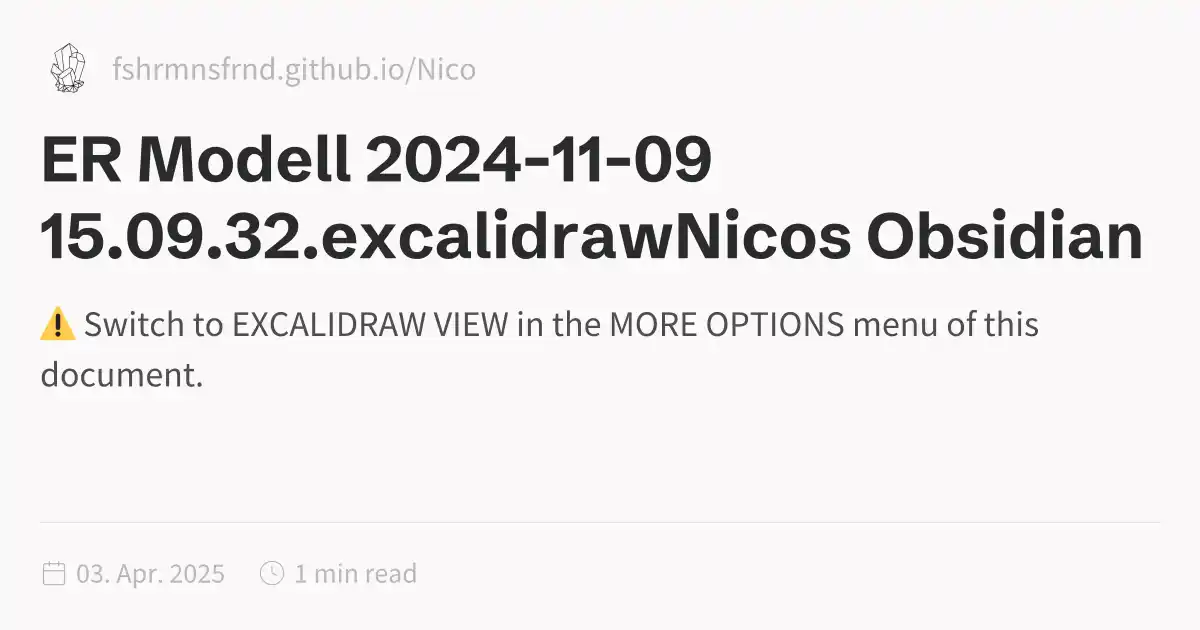 fshrmnsfrnd.github.io/Nico
ER Modell 2024-11-09
15.09.32.excalidrawNicos Obsidian
⚠️ Switch to EXCALIDRAW VIEW in the MORE OPTIONS menu of this
document.
03. Apr. 2025 1 min read